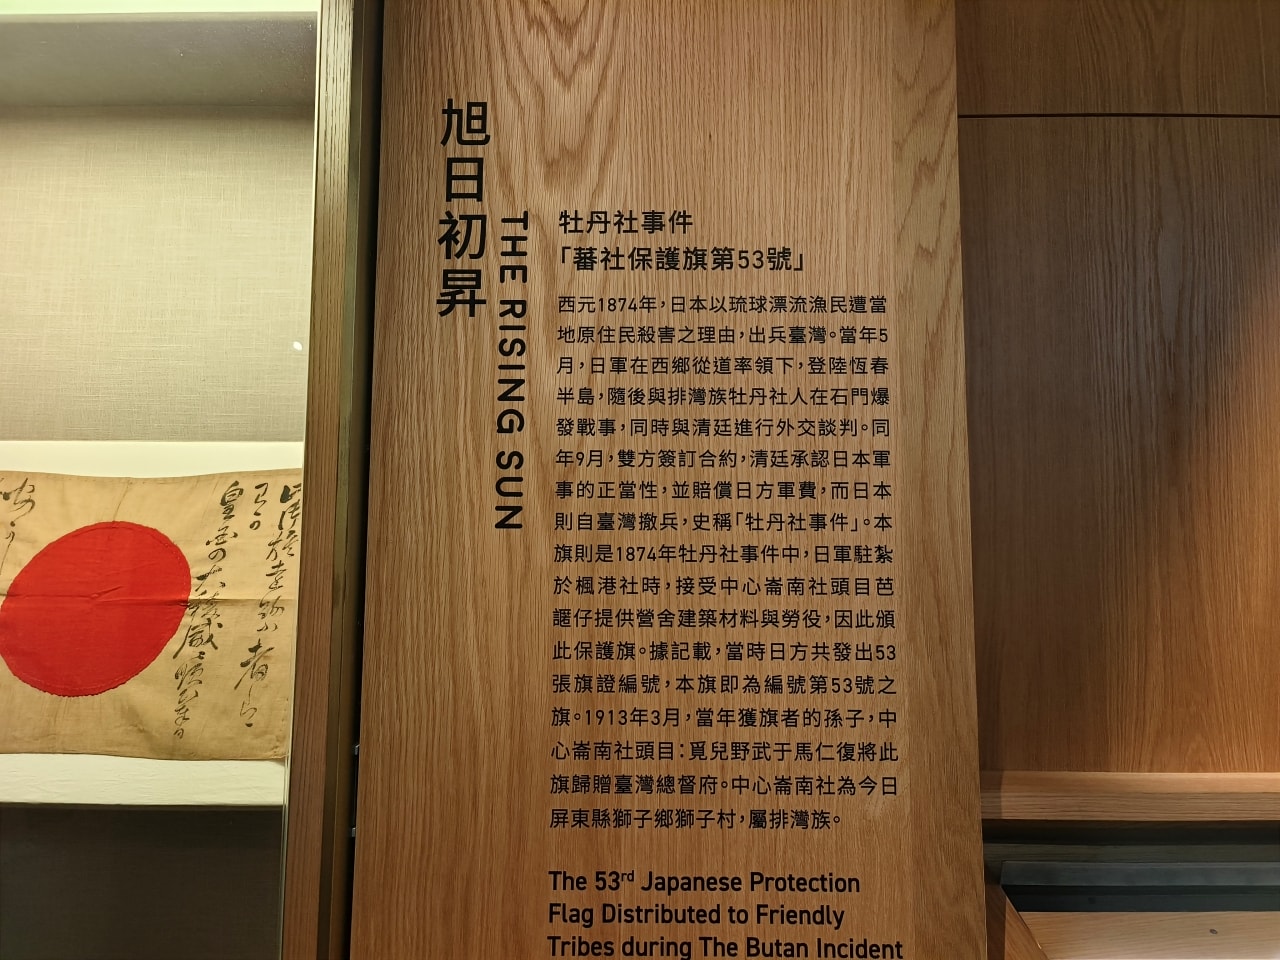 旭日初昇
THE RISING SUN
牡丹社事件
「蕃社保護旗第53號」
西元1874年，日本以琉球漂流漁民遭當
地原住民殺害之理由，出兵臺灣。當年5
月，日軍在西鄉從道率領下，登陸恆春
半島，隨後與排灣族牡丹社人在石門爆
發戰事，同時與清廷進行外交談判。同
年9月，雙方簽訂合約，清廷承認日本軍
事的正當性，並賠償日方軍費，而日本
則自臺灣撤兵，史稱「牡丹社事件」。本
旗則是1874年牡丹社事件中，日軍駐紮
於楓港社時，接受中心崙南社頭目芭
謳仔提供營舍建築材料與勞役，因此頒
此保護旗。據記載，當時日方共發出53
張旗證編號，本旗即為編號第53號之
旗。1913年3月，當年獲旗者的孫子，中
心崙南社頭目：覓兒野武于馬仁復將此
旗歸贈臺灣總督府。中心崙南社為今日
屏東縣獅子鄉獅子村，屬排灣族。
The 53rd Japanese Protection
Flag Distributed to Friendly
Tribes during The Butan Incident